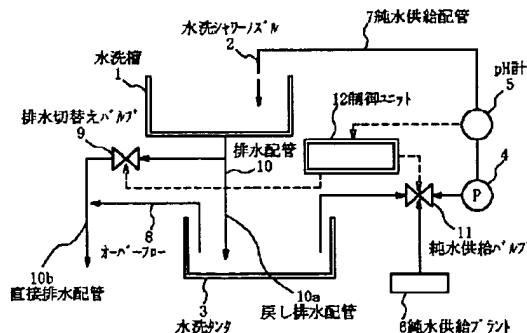 7純水供給配管
水洗シャワーノズル
2
水洗槽
1
pH計
5
12制御ユニット
排水切替えバルブ
9
排水配管
10
4
P
11
純水供給バルブ
8
オーバーフロー
10b
直接排水配管
10a
戻し排水配管
3
水洗タンク
6純水供給プラント